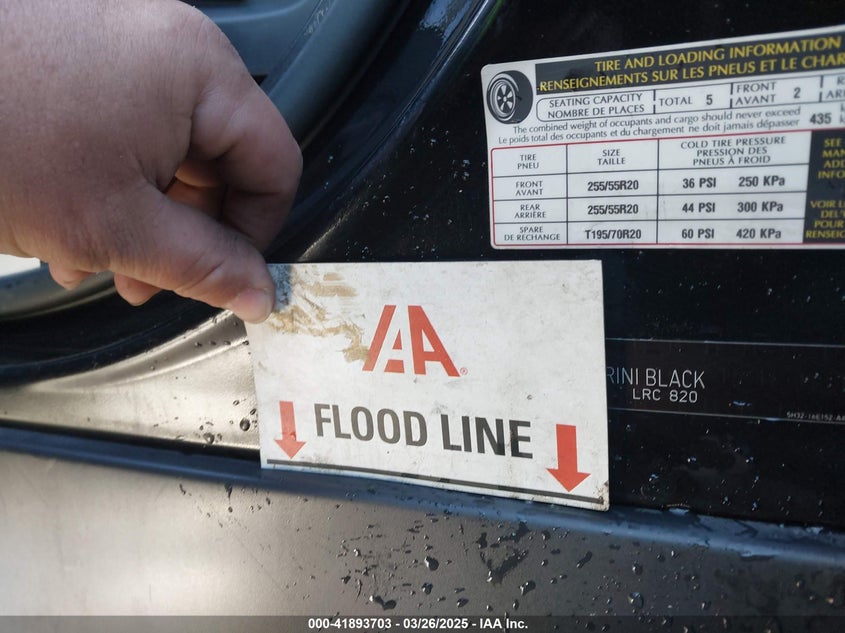 TIRE AND LOADING INFORMATION
RENSEIGNEMENTS SUR LES PNEUS ET LE
SEATING CAPACITY
NOMBRE DE PLACES
TOTAL 5
FRONT
AVANT 2
The combined weight of occupants and cargo should never exceed
Le poids total des occupants et du chargement ne doit jamais dépasser
435
TIRE
PNEU
SIZE
TAILLE
COLD TIRE PRESSURE
PRESSION DES
PNEUS À FROID
FRONT
AVANT
255/55R20
36 PSI 250 KPa
REAR
ARRIÈRE
255/55R20
44 PSI 300 KPa
SPARE
DE RECHANGE
T195/70R20
60 PSI 420 KPa
SEE
VOIR
POUR
IAA
FLOOD LINE
BLACK
LRC 820
000-41893703 - 03/26/2025 - IAA Inc.